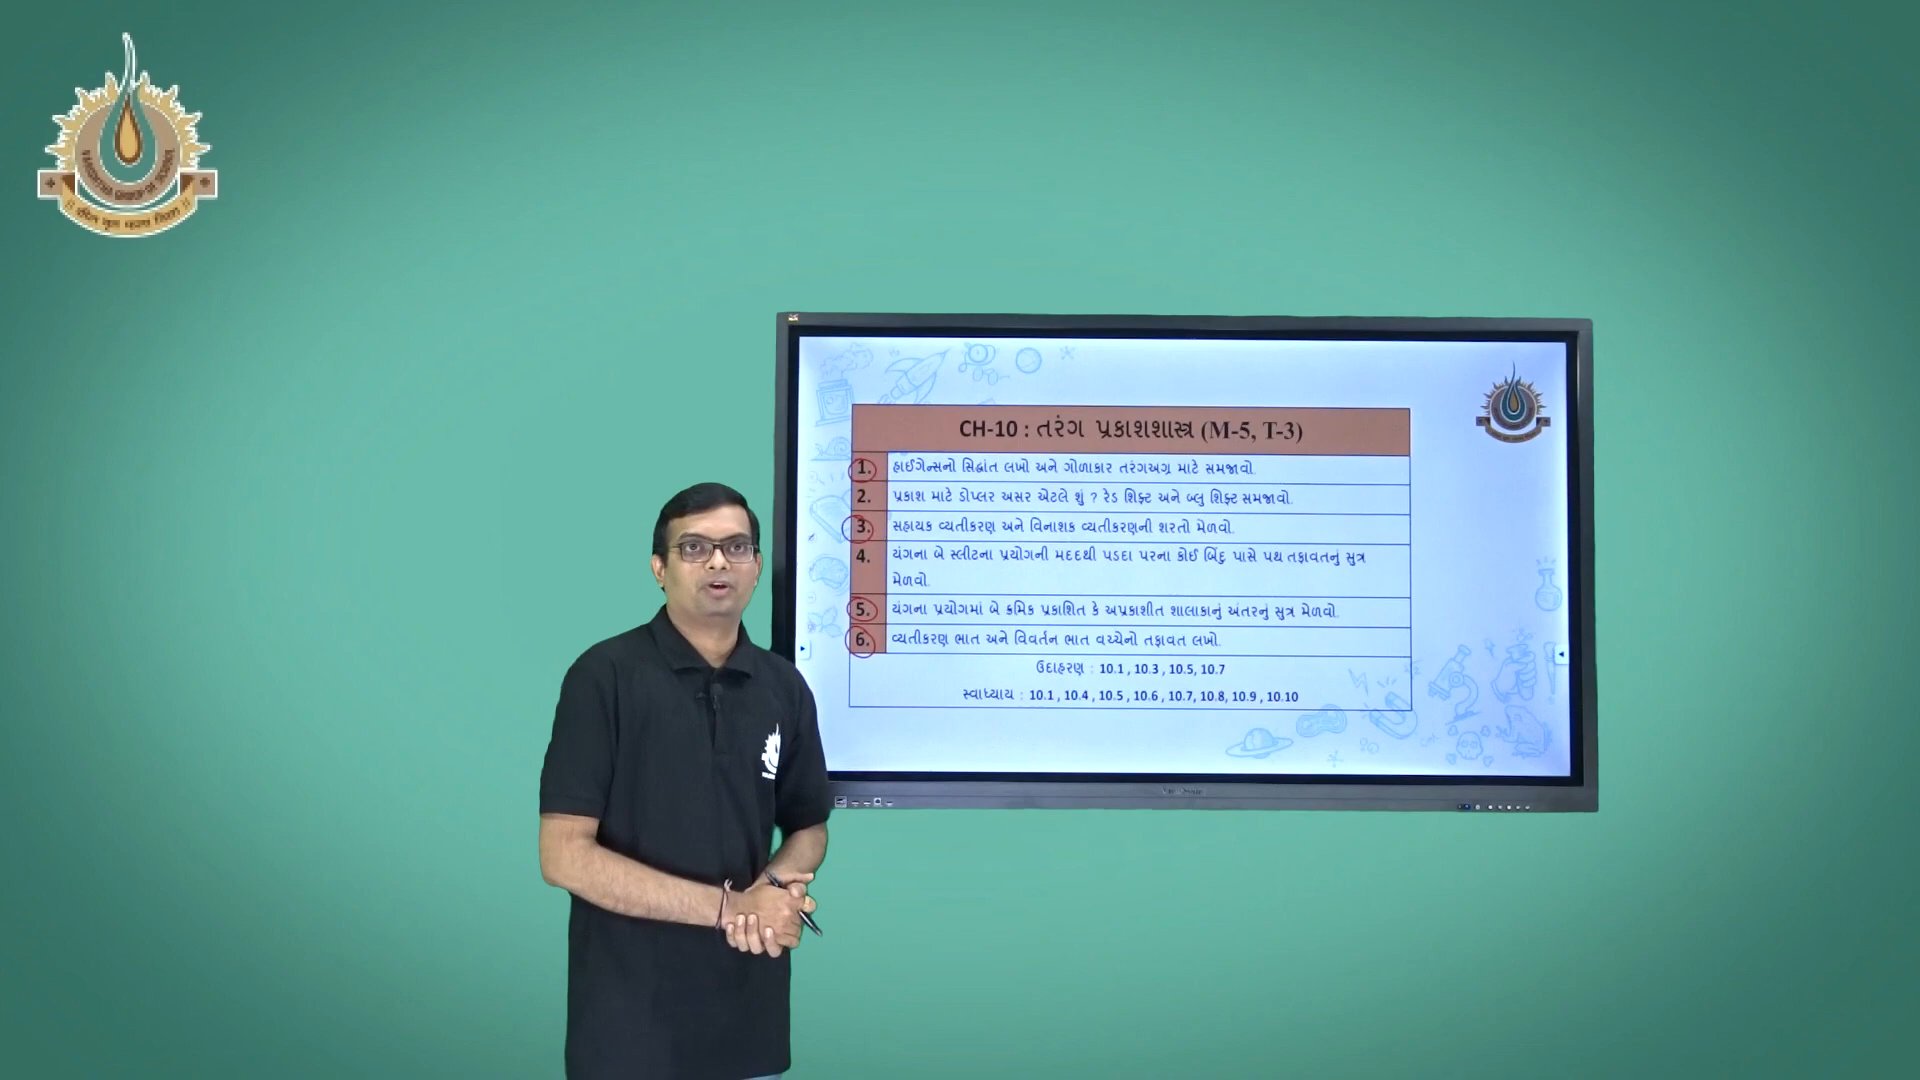 CH-10 : તરંગ પ્રકાશશાસ્ત્ર (M-5, T-3)
1. હાઈગેન્સનો સિદ્ધાંત લખો અને ગોળાકાર તરંગઅગ્ર માટે સમજાવો.
2. પ્રકાશ માટે ડોપ્લર અસર એટલે શું ? રેડ શિફ્ટ અને બ્લુ શિફ્ટ સમજાવો.
3. સહાયક વ્યતીકરણ અને વિનાશક વ્યતીકરણની શરતો મેળવો.
4. યંગના બે સ્લીટના પ્રયોગની મદદથી પડદા પરના કોઈ બિંદુ પાસે પથ તફાવતનું સુત્ર
મેળવો.
5. યંગના પ્રયોગમાં બે ક્રમિક પ્રકાશિત કે અપ્રકાશીત શાલાકાનું અંતરનું સુત્ર મેળવો.
6. વ્યતીકરણ ભાત અને વિવર્તન ભાત વચ્ચેનો તફાવત લખો.
ઉદાહરણ : 10.1 , 10.3 , 10.5, 10.7
સ્વાધ્યાય : 10.1 , 10.4 , 10.5 , 10.6 , 10.7, 10.8, 10.9 , 10.10